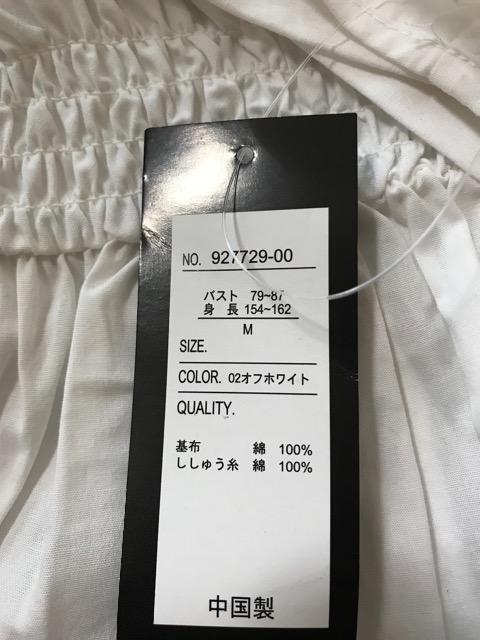 NO. 927729-00
バスト 79~87
身長 154~162
M
SIZE.
COLOR. 02オフホワイト
QUALITY.
基布 綿 100%
ししゅう糸 綿 100%
中国製